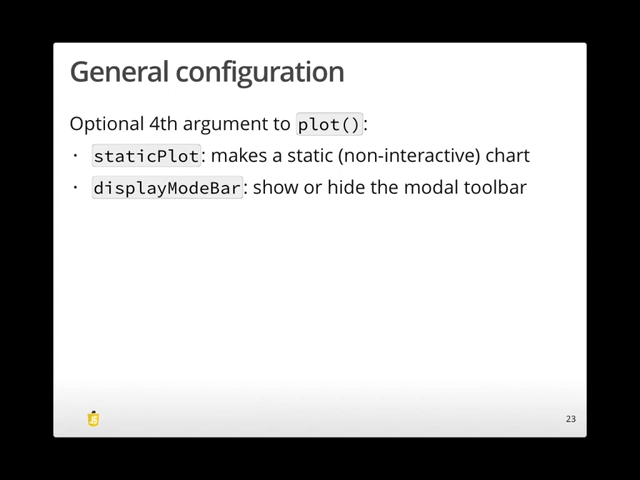 General configuration
Optional 4th argument to plot():
· staticPlot: makes a static (non-interactive) chart
· displayModeBar: show or hide the modal toolbar
JS
23